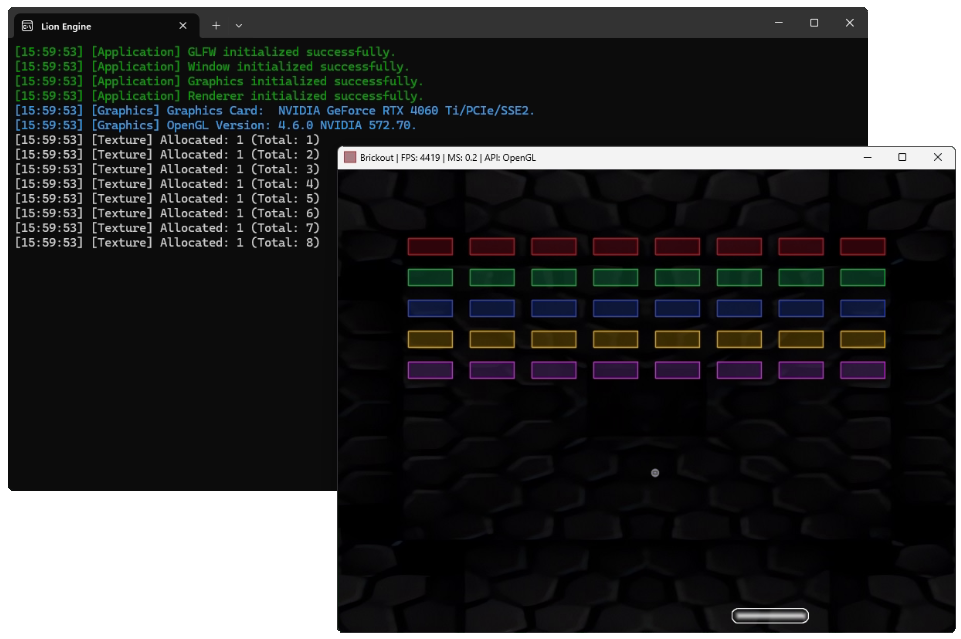 Lion Engine
[15:59:53] [Application] GLFW initialized successfully.
[15:59:53] [Application] Window initialized successfully.
[15:59:53] [Application] Graphics initialized successfully.
[15:59:53] [Application] Renderer initialized successfully.
[15:59:53] [Graphics] Graphics Card:  NVIDIA GeForce RTX 4060 Ti/PCIe/SSE2.
[15:59:53] [Graphics] OpenGL Version: 4.6.0 NVIDIA 572.70.
[15:59:53] [Texture] Allocated: 1 (Total: 1)
[15:59:53] [Texture] Allocated: 1 (Total: 2)
[15:59:53] [Texture] Allocated: 1 (Total: 3)
[15:59:53] [Texture] Allocated: 1 (Total: 4)
[15:59:53] [Texture] Allocated: 1 (Total: 5)
[15:59:53] [Texture] Allocated: 1 (Total: 6)
[15:59:53] [Texture] Allocated: 1 (Total: 7)
[15:59:53] [Texture] Allocated: 1 (Total: 8)
Brickout | FPS: 4419 | MS: 0.2 | API: OpenGL